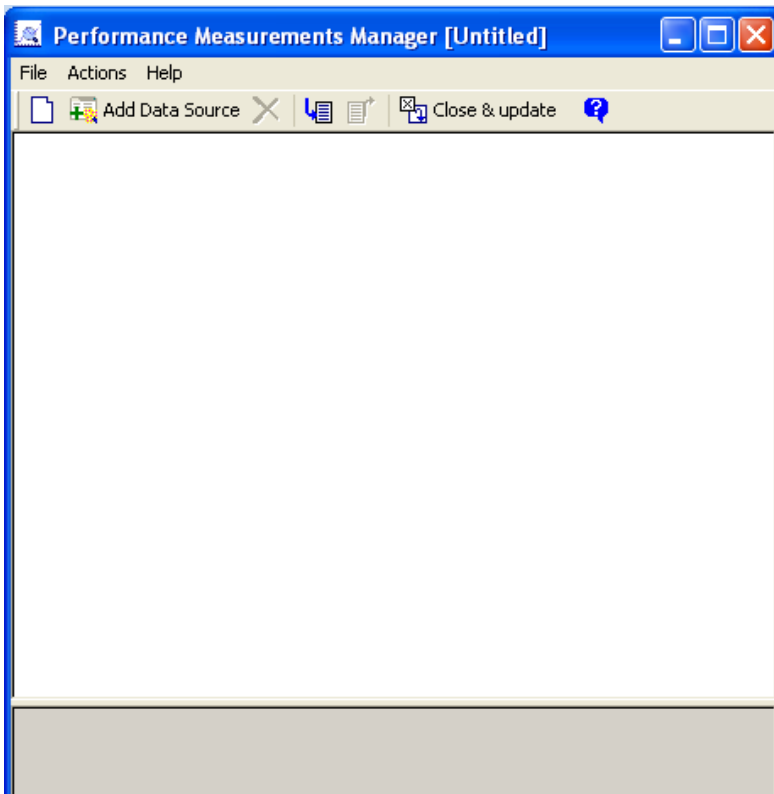 Performance Measurements Manager [Untitled]
File Actions Help
Add Data Source Close & update